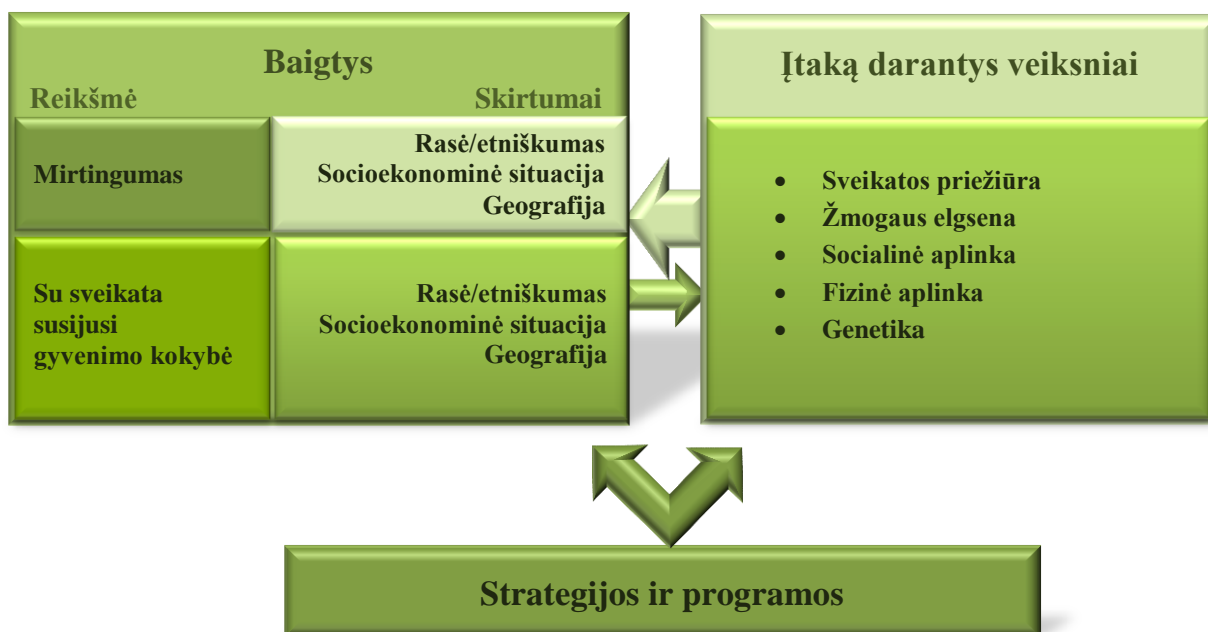 Baigtys
Reikšmė Skirtumai
Mirtingumas
Rasė/etniškumas
Socioekonominė situacija
Geografija
Su sveikata
susijusi
gyvenimo kokybė
Rasė/etniškumas
Socioekonominė situacija
Geografija
Įtaką darantys veiksniai
• Sveikatos priežiūra
• Žmogaus elgsena
• Socialinė aplinka
• Fizinė aplinka
• Genetika
Strategijos ir programos